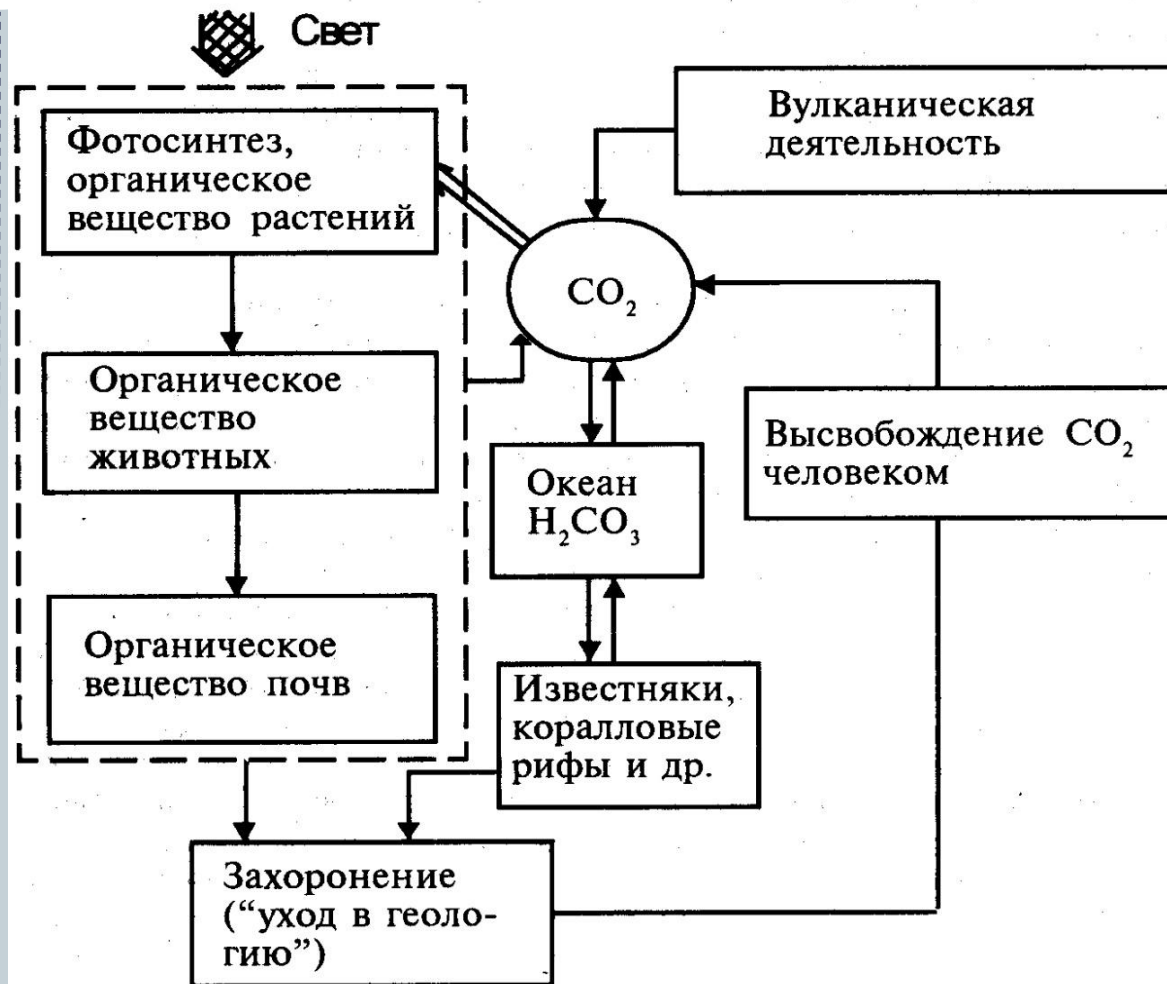 Свет
Вулканическая
деятельность
Фотосинтез,
органическое
вещество растений
CO₂
Органическое
вещество
животных
Высвобождение CO₂
человеком
Океан
H₂CO₃
Органическое
вещество почв
Известняки,
коралловые
рифы и др.
Захоронение
(“уход в геоло-
гию”)